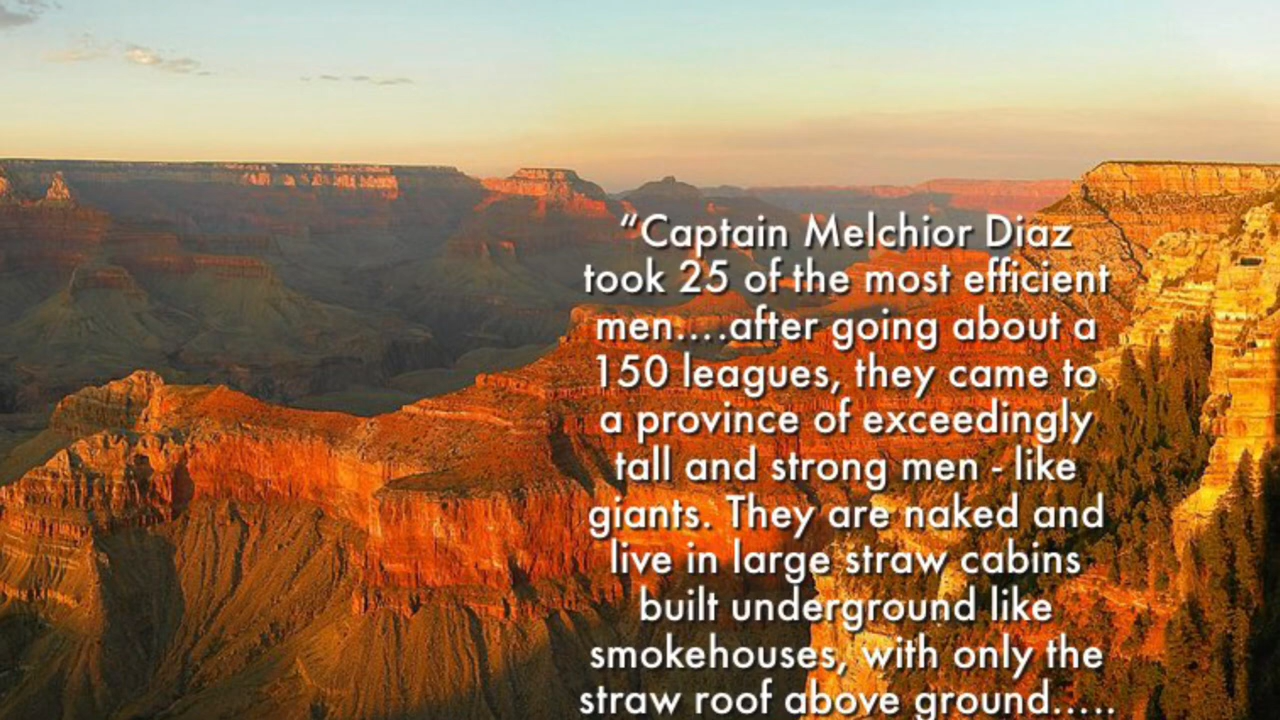 “Captain Melchior Diaz
took 25 of the most efficient
men....after going about a
150 leagues, they came to
a province of exceedingly
tall and strong men - like
giants. They are naked and
live in large straw cabins
built underground like
smokehouses, with only the
straw roof above ground.....